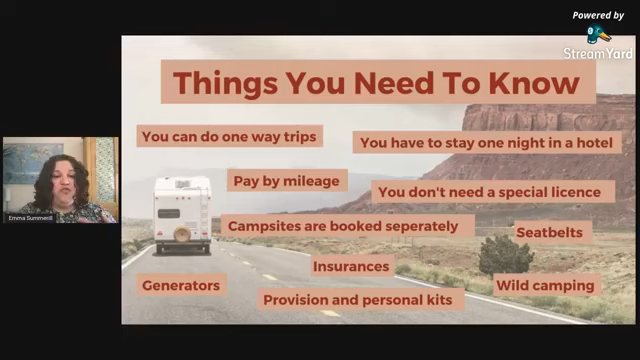 Powered by
StreamYard
Things You Need To Know
You can do one way trips
You have to stay one night in a hotel
Pay by mileage
You don't need a special licence
Campsites are booked seperately
Seatbelts
Insurances
Generators
Wild camping
Provision and personal kits
Emma Summerill